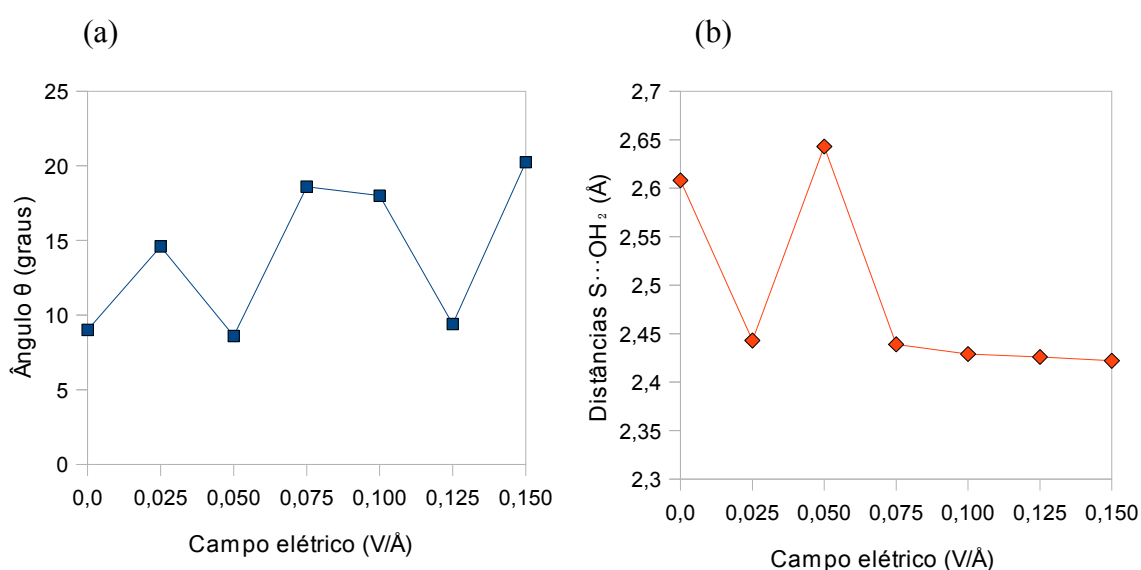 (a)
Ângulo θ (graus)
25
20
15
10
5
0
0,0 0,025 0,050 0,075 0,100 0,125 0,150
Campo elétrico (V/Å)
(b)
Distâncias S···OH₂ (Å)
2,7
2,65
2,6
2,55
2,5
2,45
2,4
2,35
2,3
0,0 0,025 0,050 0,075 0,100 0,125 0,150
Campo elétrico (V/Å)